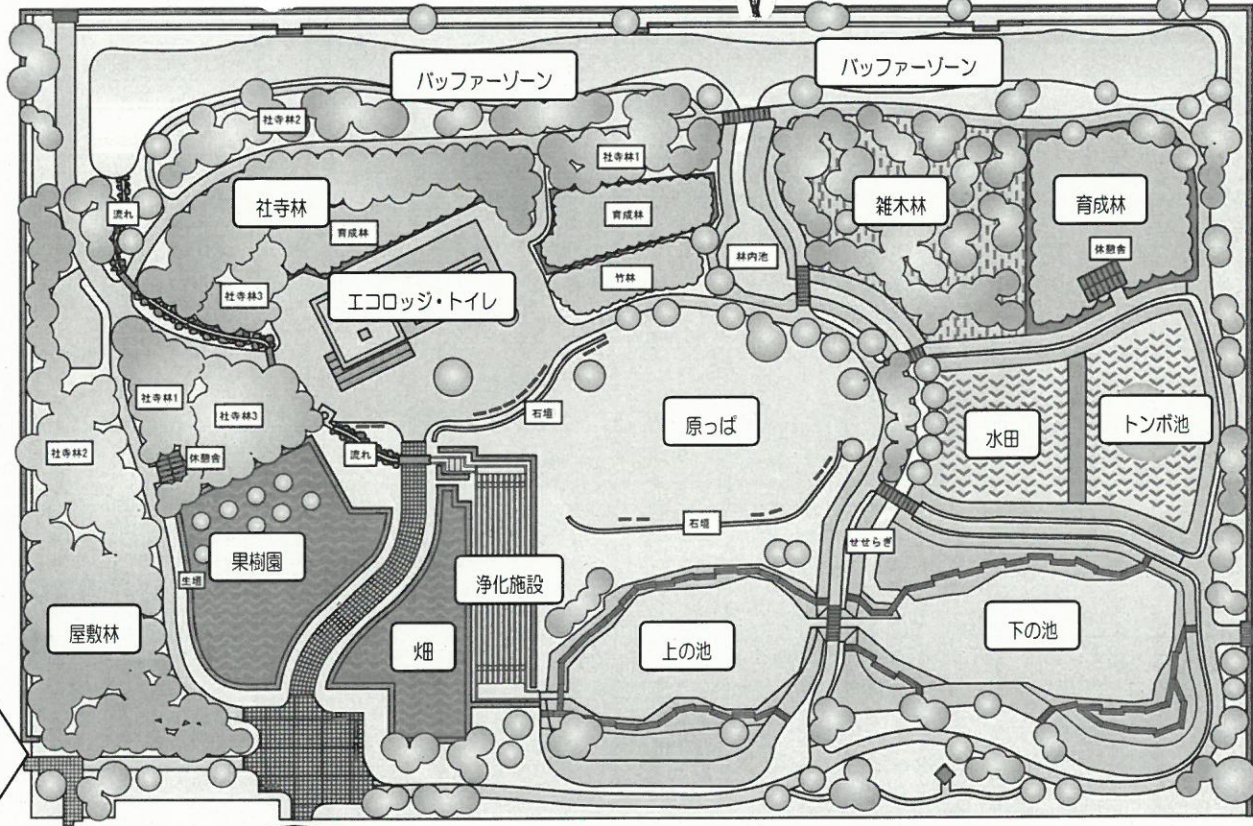 バッファーゾーン
バッファーゾーン
社寺林2
社寺林1
社寺林
雑木林
育成林
流れ
育成林
育成林
休憩舎
林内池
竹林
社寺林3
エコロッジ・トイレ
社寺林1
社寺林3
石垣
原っぱ
水田
トンボ池
社寺林2
休憩舎
流れ
石垣
せせらぎ
果樹園
生垣
浄化施設
屋敷林
畑
上の池
下の池